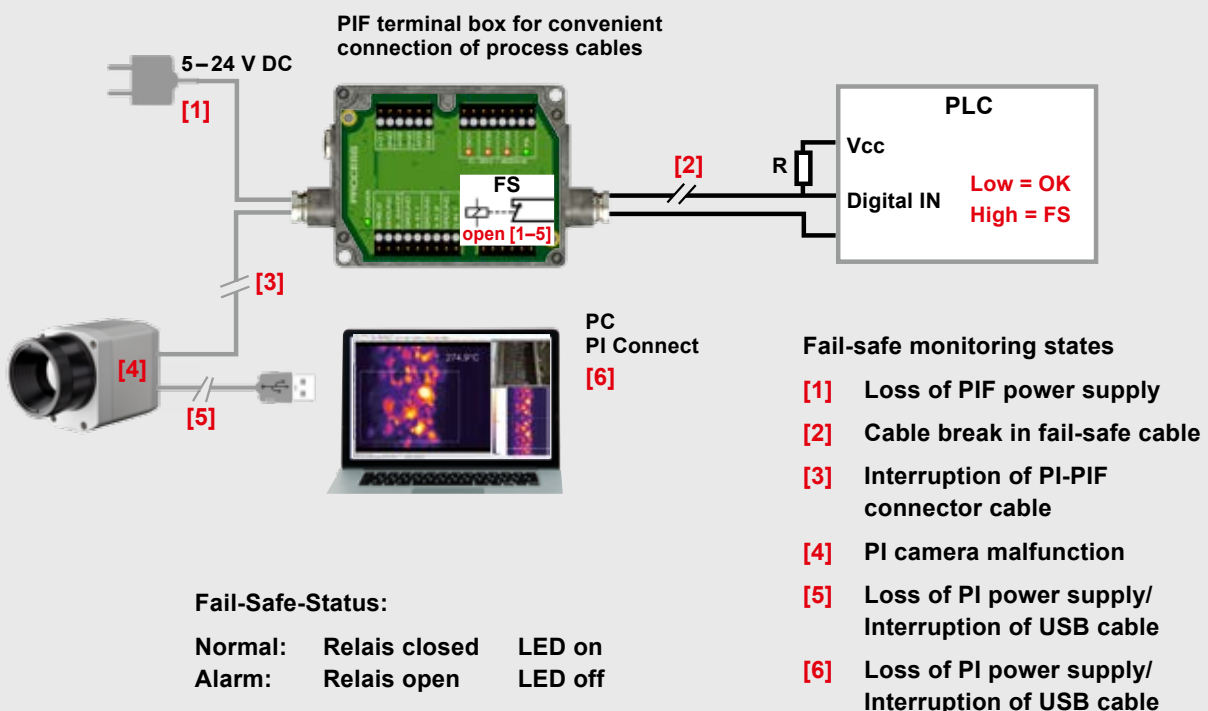 PIF terminal box for convenient
connection of process cables
5–24 V DC
[1]
PROCESS
FS
open [1–5]
[2]
PLC
Vcc
R
Digital IN
Low = OK
High = FS
[3]
[4]
[5]
274,9°C
PC
PI Connect
[6]
Fail-safe monitoring states
[1] Loss of PIF power supply
[2] Cable break in fail-safe cable
[3] Interruption of PI-PIF
connector cable
[4] PI camera malfunction
[5] Loss of PI power supply/
Interruption of USB cable
[6] Loss of PI power supply/
Interruption of USB cable
Fail-Safe-Status:
Normal: Relais closed LED on
Alarm: Relais open LED off